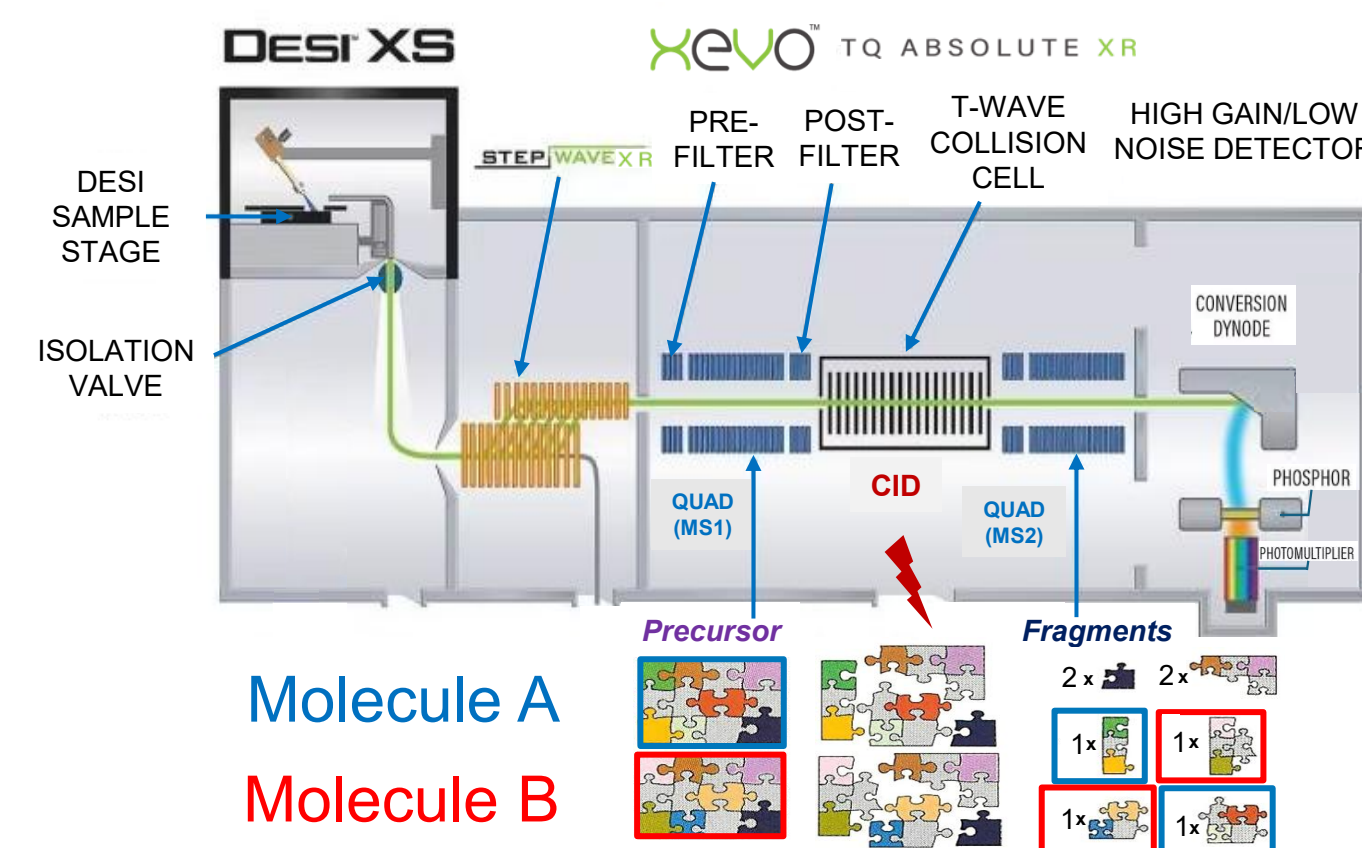 DESI XS
xevo™ TQ ABSOLUTE XR
DESI
SAMPLE
STAGE
ISOLATION
VALVE
STEPWAVE XR
PRE-
FILTER
POST-
FILTER
T-WAVE
COLLISION
CELL
HIGH GAIN/LOW
NOISE DETECTOR
CONVERSION
DYNODE
PHOSPHOR
PHOTOMULTIPLIER
QUAD
(MS1)
CID
QUAD
(MS2)
Precursor
Fragments
Molecule A
Molecule B
2 x
2 x
1x
1x
1x
1x